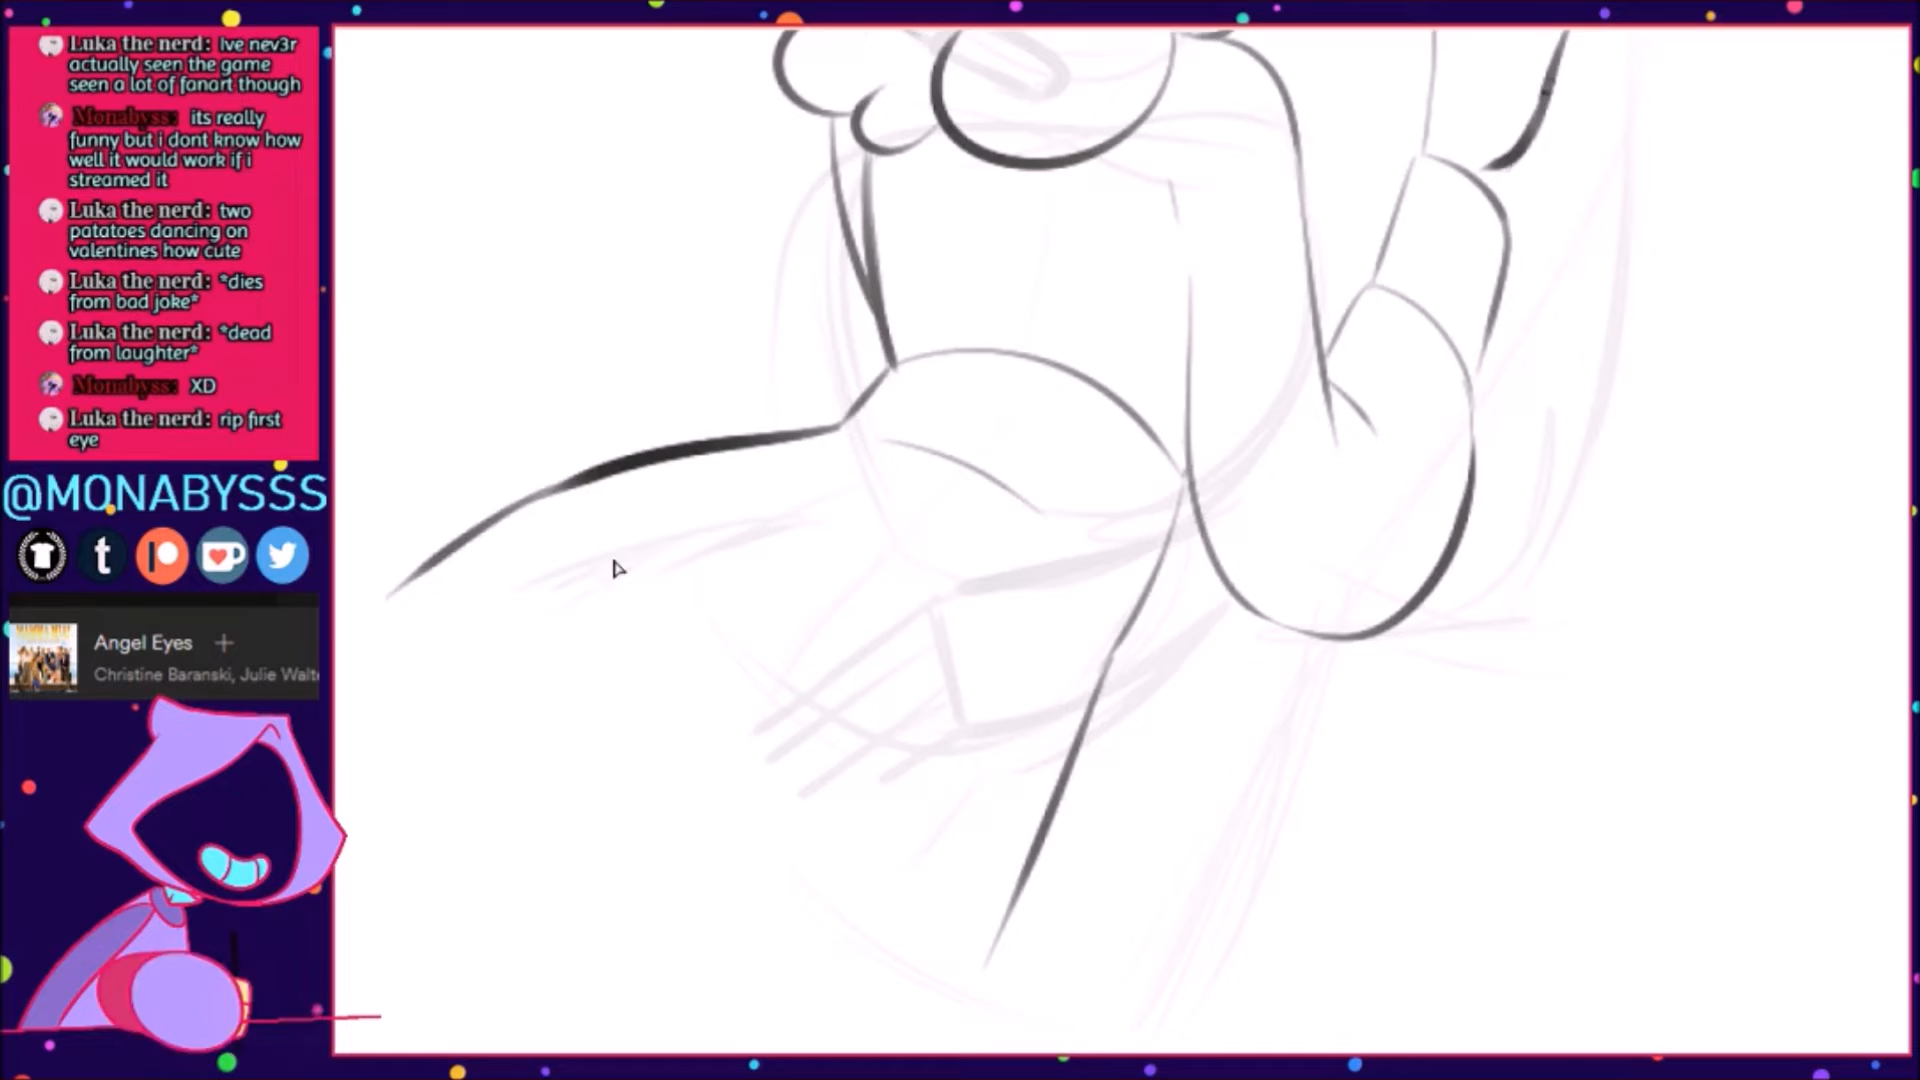 Luka the nerd: Ive nev3r
actually seen the game
seen a lot of fanart though
Monabyss: its really
funny but i dont know how
well it would work if i
streamed it
Luka the nerd: two
patatoes dancing on
valentines how cute
Luka the nerd: *dies
from bad joke*
Luka the nerd: *dead
from laughter*
Monabyss: XD
Luka the nerd: rip first
eye
@MONABYSSS
t
Angel Eyes +
Christine Baranski, Julie Walte